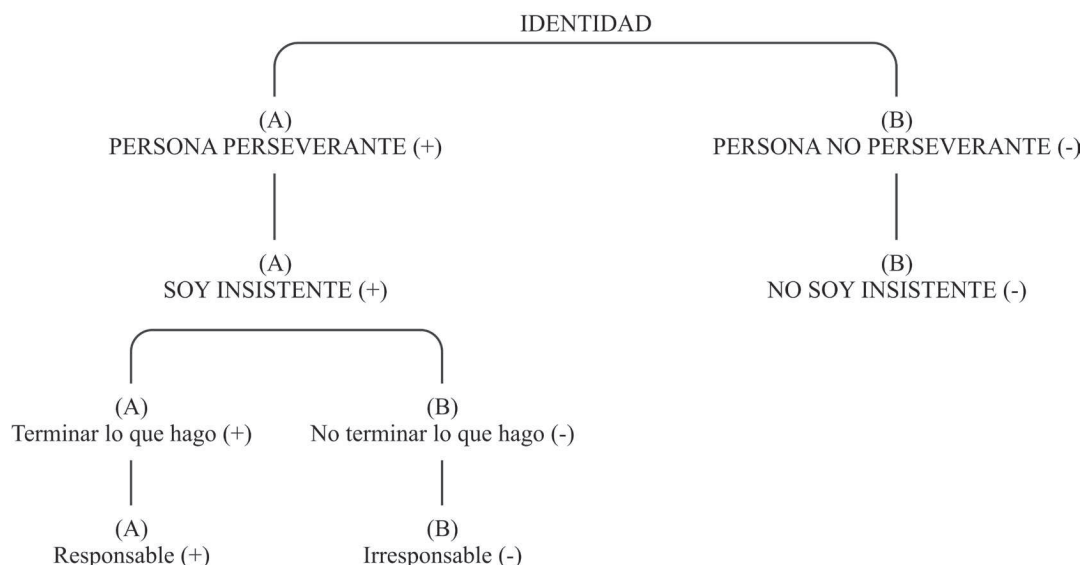 IDENTIDAD
(A)
PERSONA PERSEVERANTE (+)
(B)
PERSONA NO PERSEVERANTE (-)
(A)
SOY INSISTENTE (+)
(B)
NO SOY INSISTENTE (-)
(A)
Terminar lo que hago (+)
(B)
No terminar lo que hago (-)
(A)
Responsable (+)
(B)
Irresponsable (-)